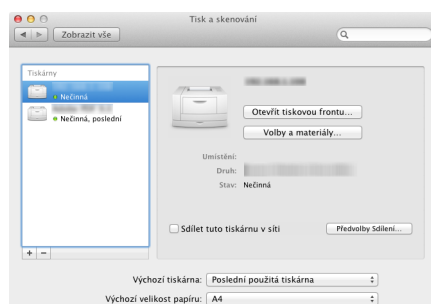 Tisk a skenování
Zobrazit vše
Tiskárny
Nečinná
Nečinná, poslední
Otevřít tiskovou frontu...
Volby a materiály...
Umístění:
Druh:
Stav: Nečinná
Sdílet tuto tiskárnu v síti
Předvolby Sdílení...
Výchozí tiskárna: Poslední použitá tiskárna
Výchozí velikost papíru: A4